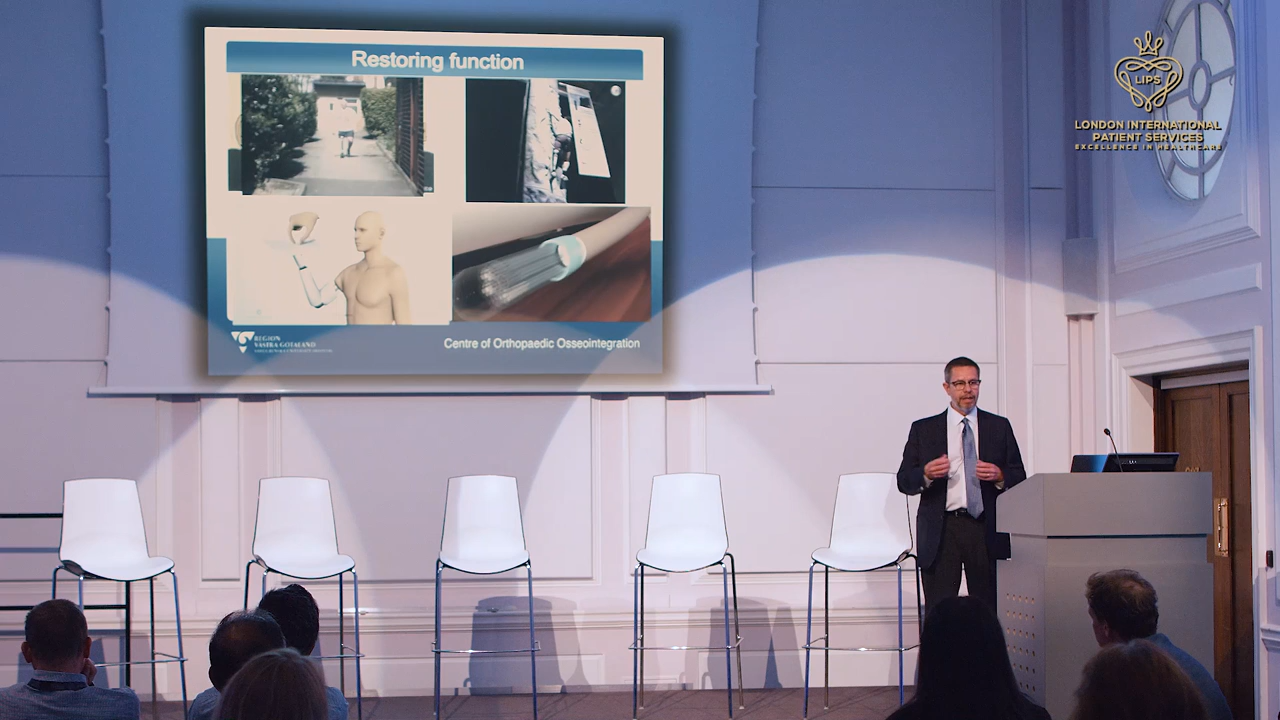 Restoring function
REGION
VÄSTRA GÖTALAND
Centre of Orthopaedic Osseointegration
LIPS
LONDON INTERNATIONAL
PATIENT SERVICES
EXCELLENCE IN HEALTHCARE